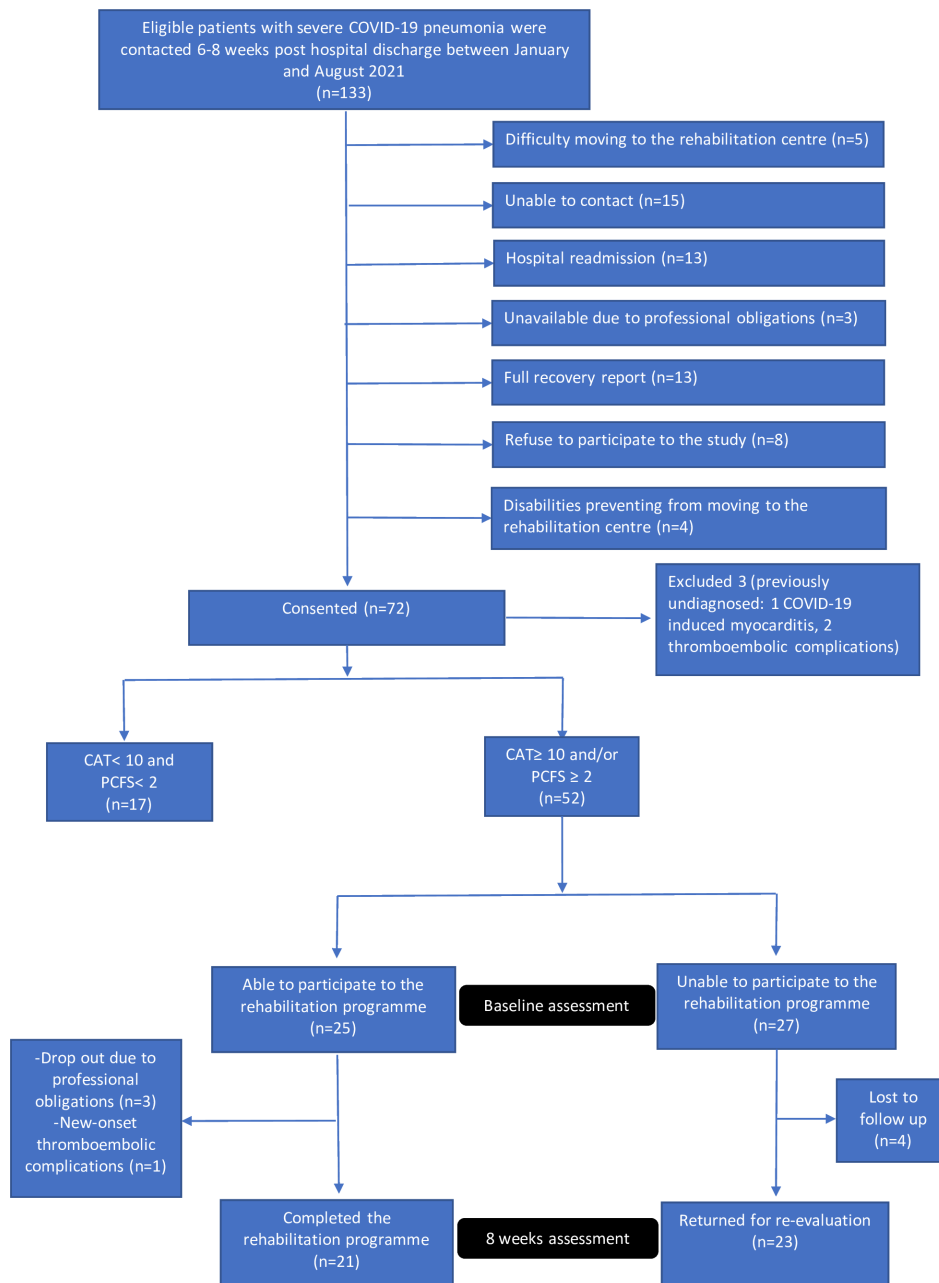 Eligible patients with severe COVID-19 pneumonia were
contacted 6-8 weeks post hospital discharge between January
and August 2021
(n=133)
Difficulty moving to the rehabilitation centre (n=5)
Unable to contact (n=15)
Hospital readmission (n=13)
Unavailable due to professional obligations (n=3)
Full recovery report (n=13)
Refuse to participate to the study (n=8)
Disabilities preventing from moving to the
rehabilitation centre (n=4)
Consented (n=72)
Excluded 3 (previously
undiagnosed: 1 COVID-19
induced myocarditis, 2
thromboembolic complications)
CAT< 10 and
PCFS< 2
(n=17)
CAT≥ 10 and/or
PCFS ≥ 2
(n=52)
Able to participate to the
rehabilitation programme
(n=25)
Baseline assessment
Unable to participate to the
rehabilitation programme
(n=27)
-Drop out due to
professional
obligations (n=3)
-New-onset
thromboembolic
complications (n=1)
Lost to
follow up
(n=4)
Completed the
rehabilitation programme
(n=21)
8 weeks assessment
Returned for re-evaluation
(n=23)